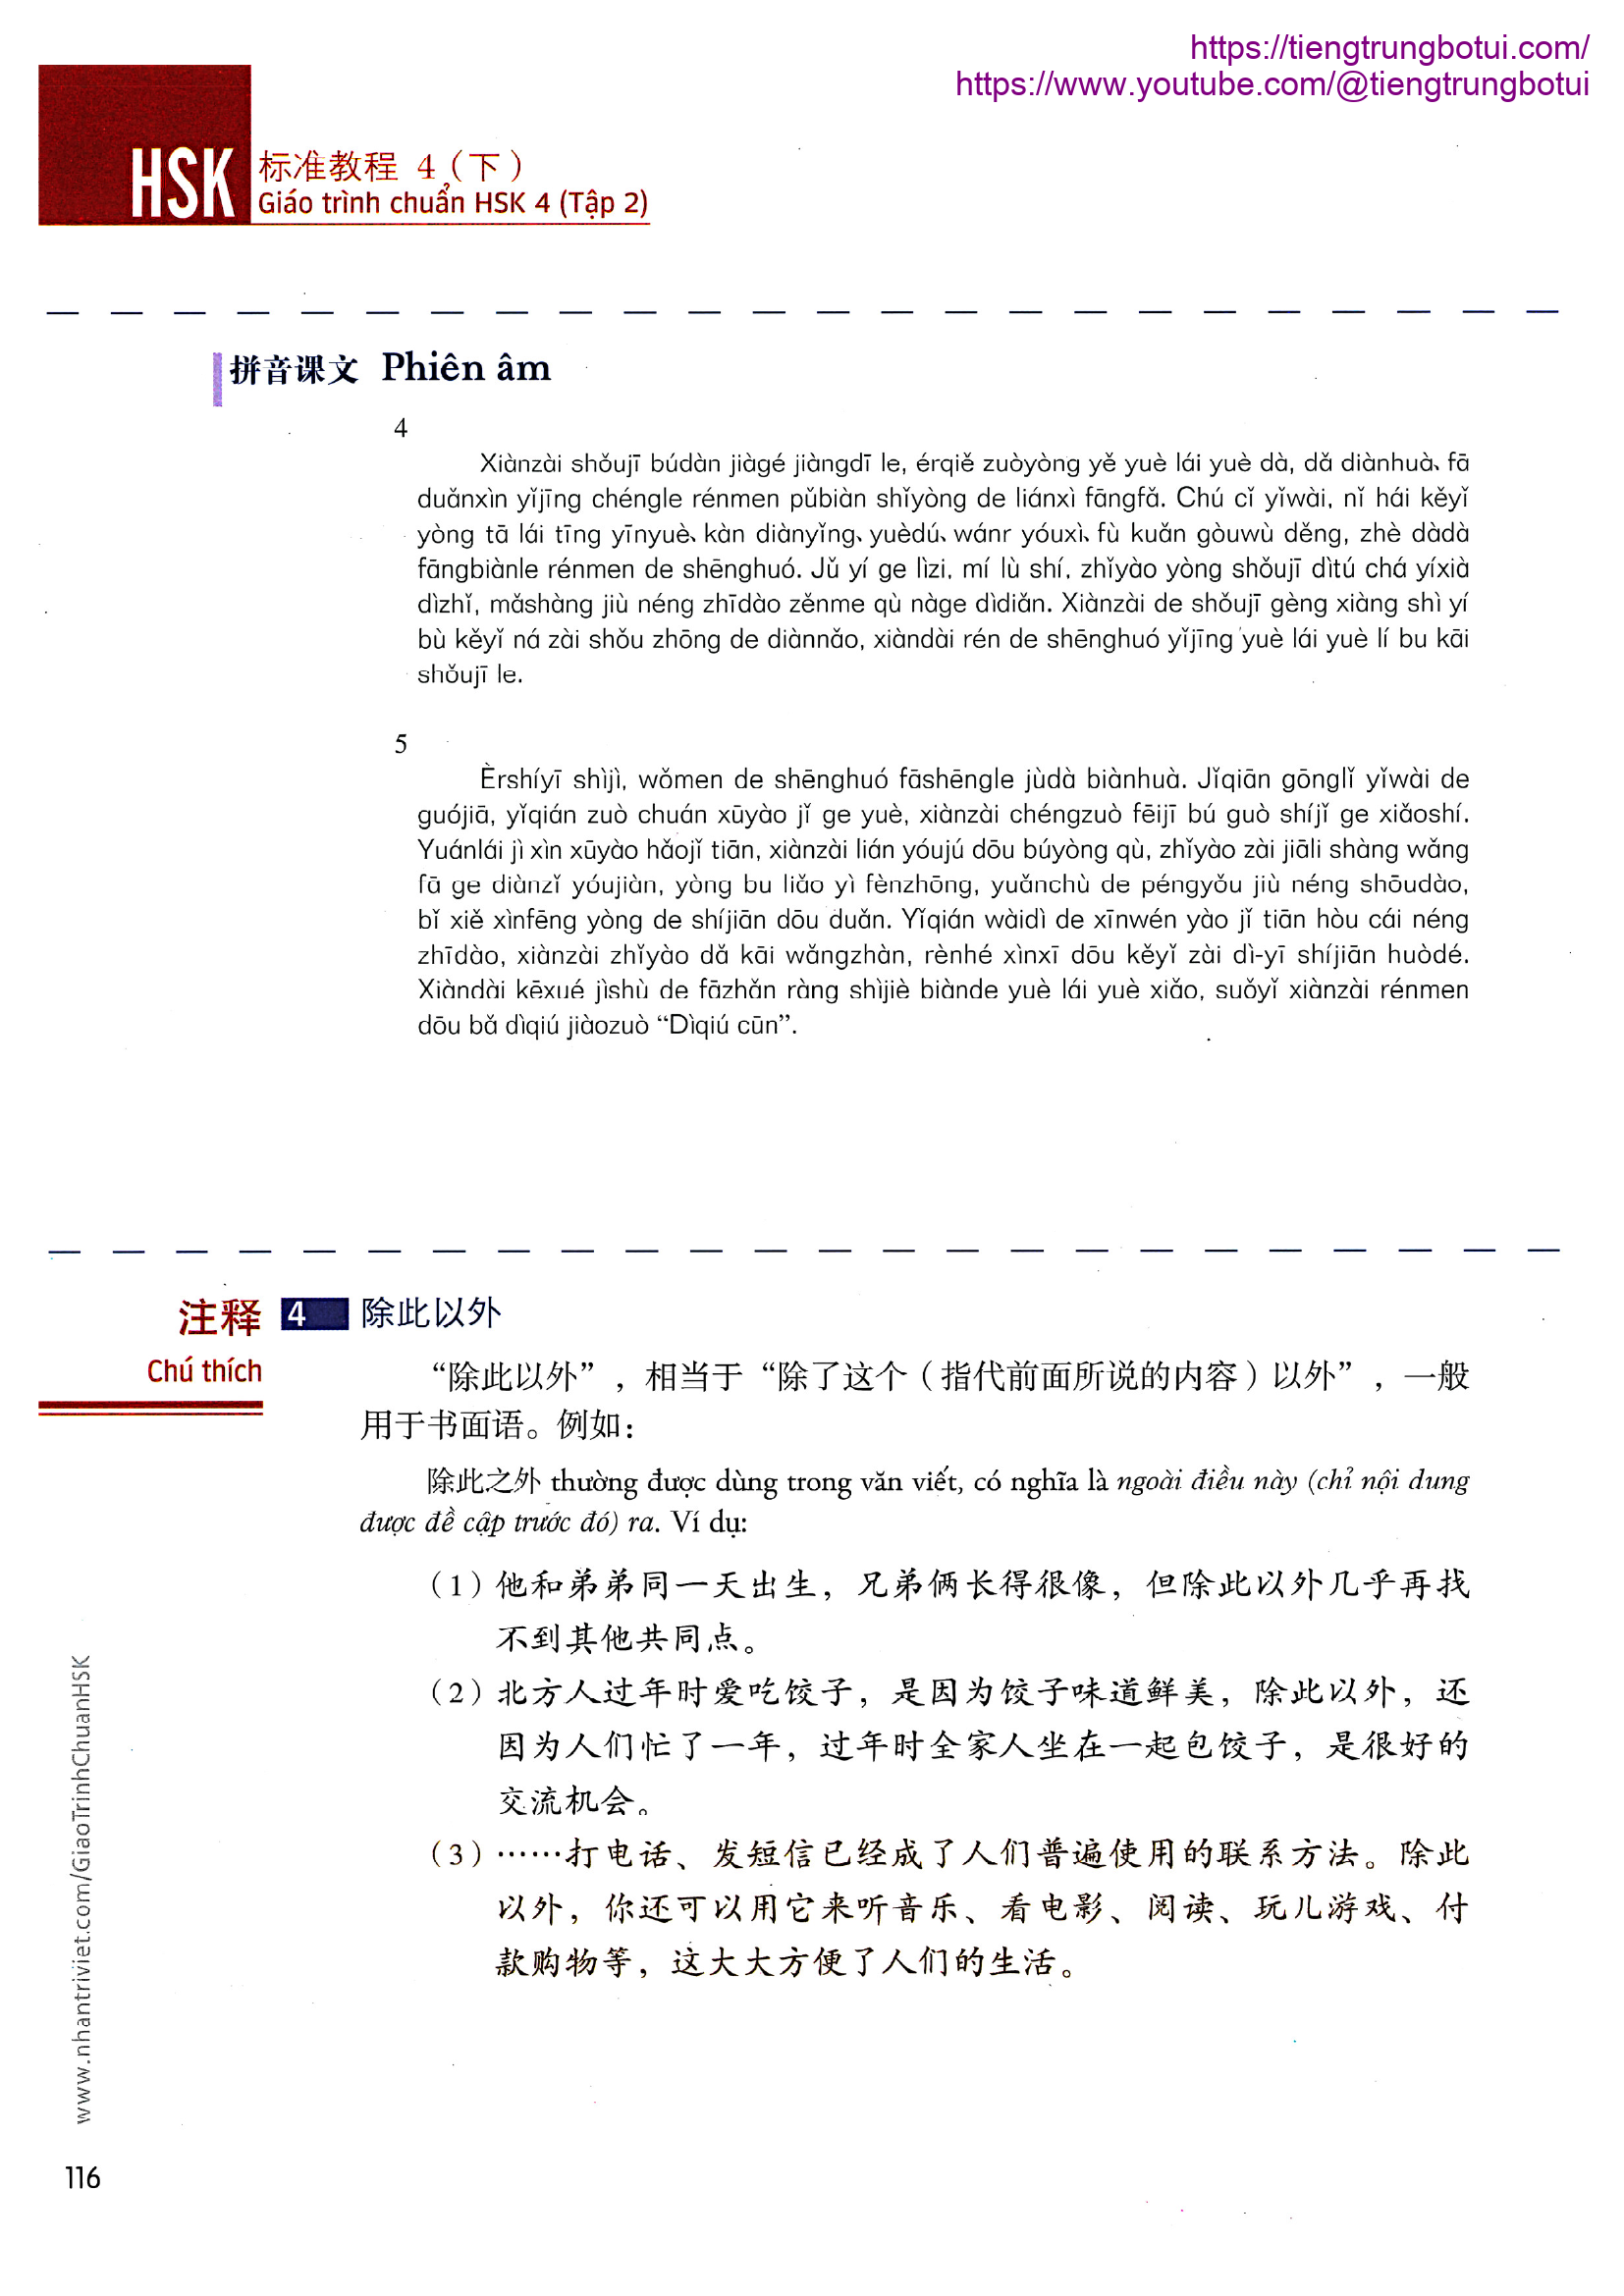 https://tiengtrungbotui.com/
https://www.youtube.com/@tiengtrungbotui
HSK 标准教程 4（下）
Giáo trình chuẩn HSK 4 (Tập 2)
拼音课文 Phiên âm
4
Xiànzài shǒujī búdàn jiàgé jiàngdī le, érqiě zuòyòng yě yuè lái yuè dà, dǎ diànhuà、fā
duǎnxìn yǐjīng chéngle rénmen pǔbiàn shǐyòng de liánxì fāngfǎ. Chú cǐ yǐwài, nǐ hái kěyǐ
yòng tā lái tīng yīnyuè、kàn diànyǐng、yuèdú、wánr yóuxì、fù kuǎn gòuwù děng, zhè dàdà
fāngbiànle rénmen de shēnghuó. Jǔ yí ge lìzi, mí lù shí, zhǐyào yòng shǒujī dìtú chá yíxià
dìzhǐ, mǎshàng jiù néng zhīdào zěnme qù nàge dìdiǎn. Xiànzài de shǒujī gèng xiàng shì yí
bù kěyǐ ná zài shǒu zhōng de diànnǎo, xiàndài rén de shēnghuó yǐjīng yuè lái yuè lí bu kāi
shǒujī le.
5
Èrshíyī shìjì, wǒmen de shēnghuó fāshēngle jùdà biànhuà. Jǐqiān gōnglǐ yǐwài de
guójiā, yǐqián zuò chuán xūyào jǐ ge yuè, xiànzài chéngzuò fēijī bú guò shíjǐ ge xiǎoshí.
Yuánlái jì xìn xūyào hǎojǐ tiān, xiànzài lián yóujú dōu búyòng qù, zhǐyào zài jiāli shàng wǎng
fā ge diànzǐ yóujiàn, yòng bu liǎo yì fēnzhōng, yuǎnchù de péngyǒu jiù néng shōudào,
bǐ xiě xìnfēng yòng de shíjiān dōu duǎn. Yǐqián wàidì de xīnwén yào jǐ tiān hòu cái néng
zhīdào, xiànzài zhǐyào dǎ kāi wǎngzhàn, rènhé xìnxī dōu kěyǐ zài dì-yī shíjiān huòdé.
Xiàndài kēxué jìshù de fāzhǎn ràng shìjiè biànde yuè lái yuè xiǎo, suǒyǐ xiànzài rénmen
dōu bǎ dìqiú jiàozuò “Dìqiú cūn”.
注释 4 除此以外
Chú thích
“除此以外”，相当于“除了这个（指代前面所说的内容）以外”，一般
用于书面语。例如：
除此之外 thường được dùng trong văn viết, có nghĩa là ngoài điều này (chỉ nội dung
được đề cập trước đó) ra. Ví dụ:
（1）他和弟弟同一天出生，兄弟俩长得很像，但除此以外几乎再找
不到其他共同点。
（2）北方人过年时爱吃饺子，是因为饺子味道鲜美，除此以外，还
因为人们忙了一年，过年时全家人坐在一起包饺子，是很好的
交流机会。
（3）……打电话、发短信已经成了人们普遍使用的联系方法。除此
以外，你还可以用它来听音乐、看电影、阅读、玩儿游戏、付
款购物等，这大大方便了人们的生活。
www.nhantriviet.com/GiaoTrinhChuanHSK
116